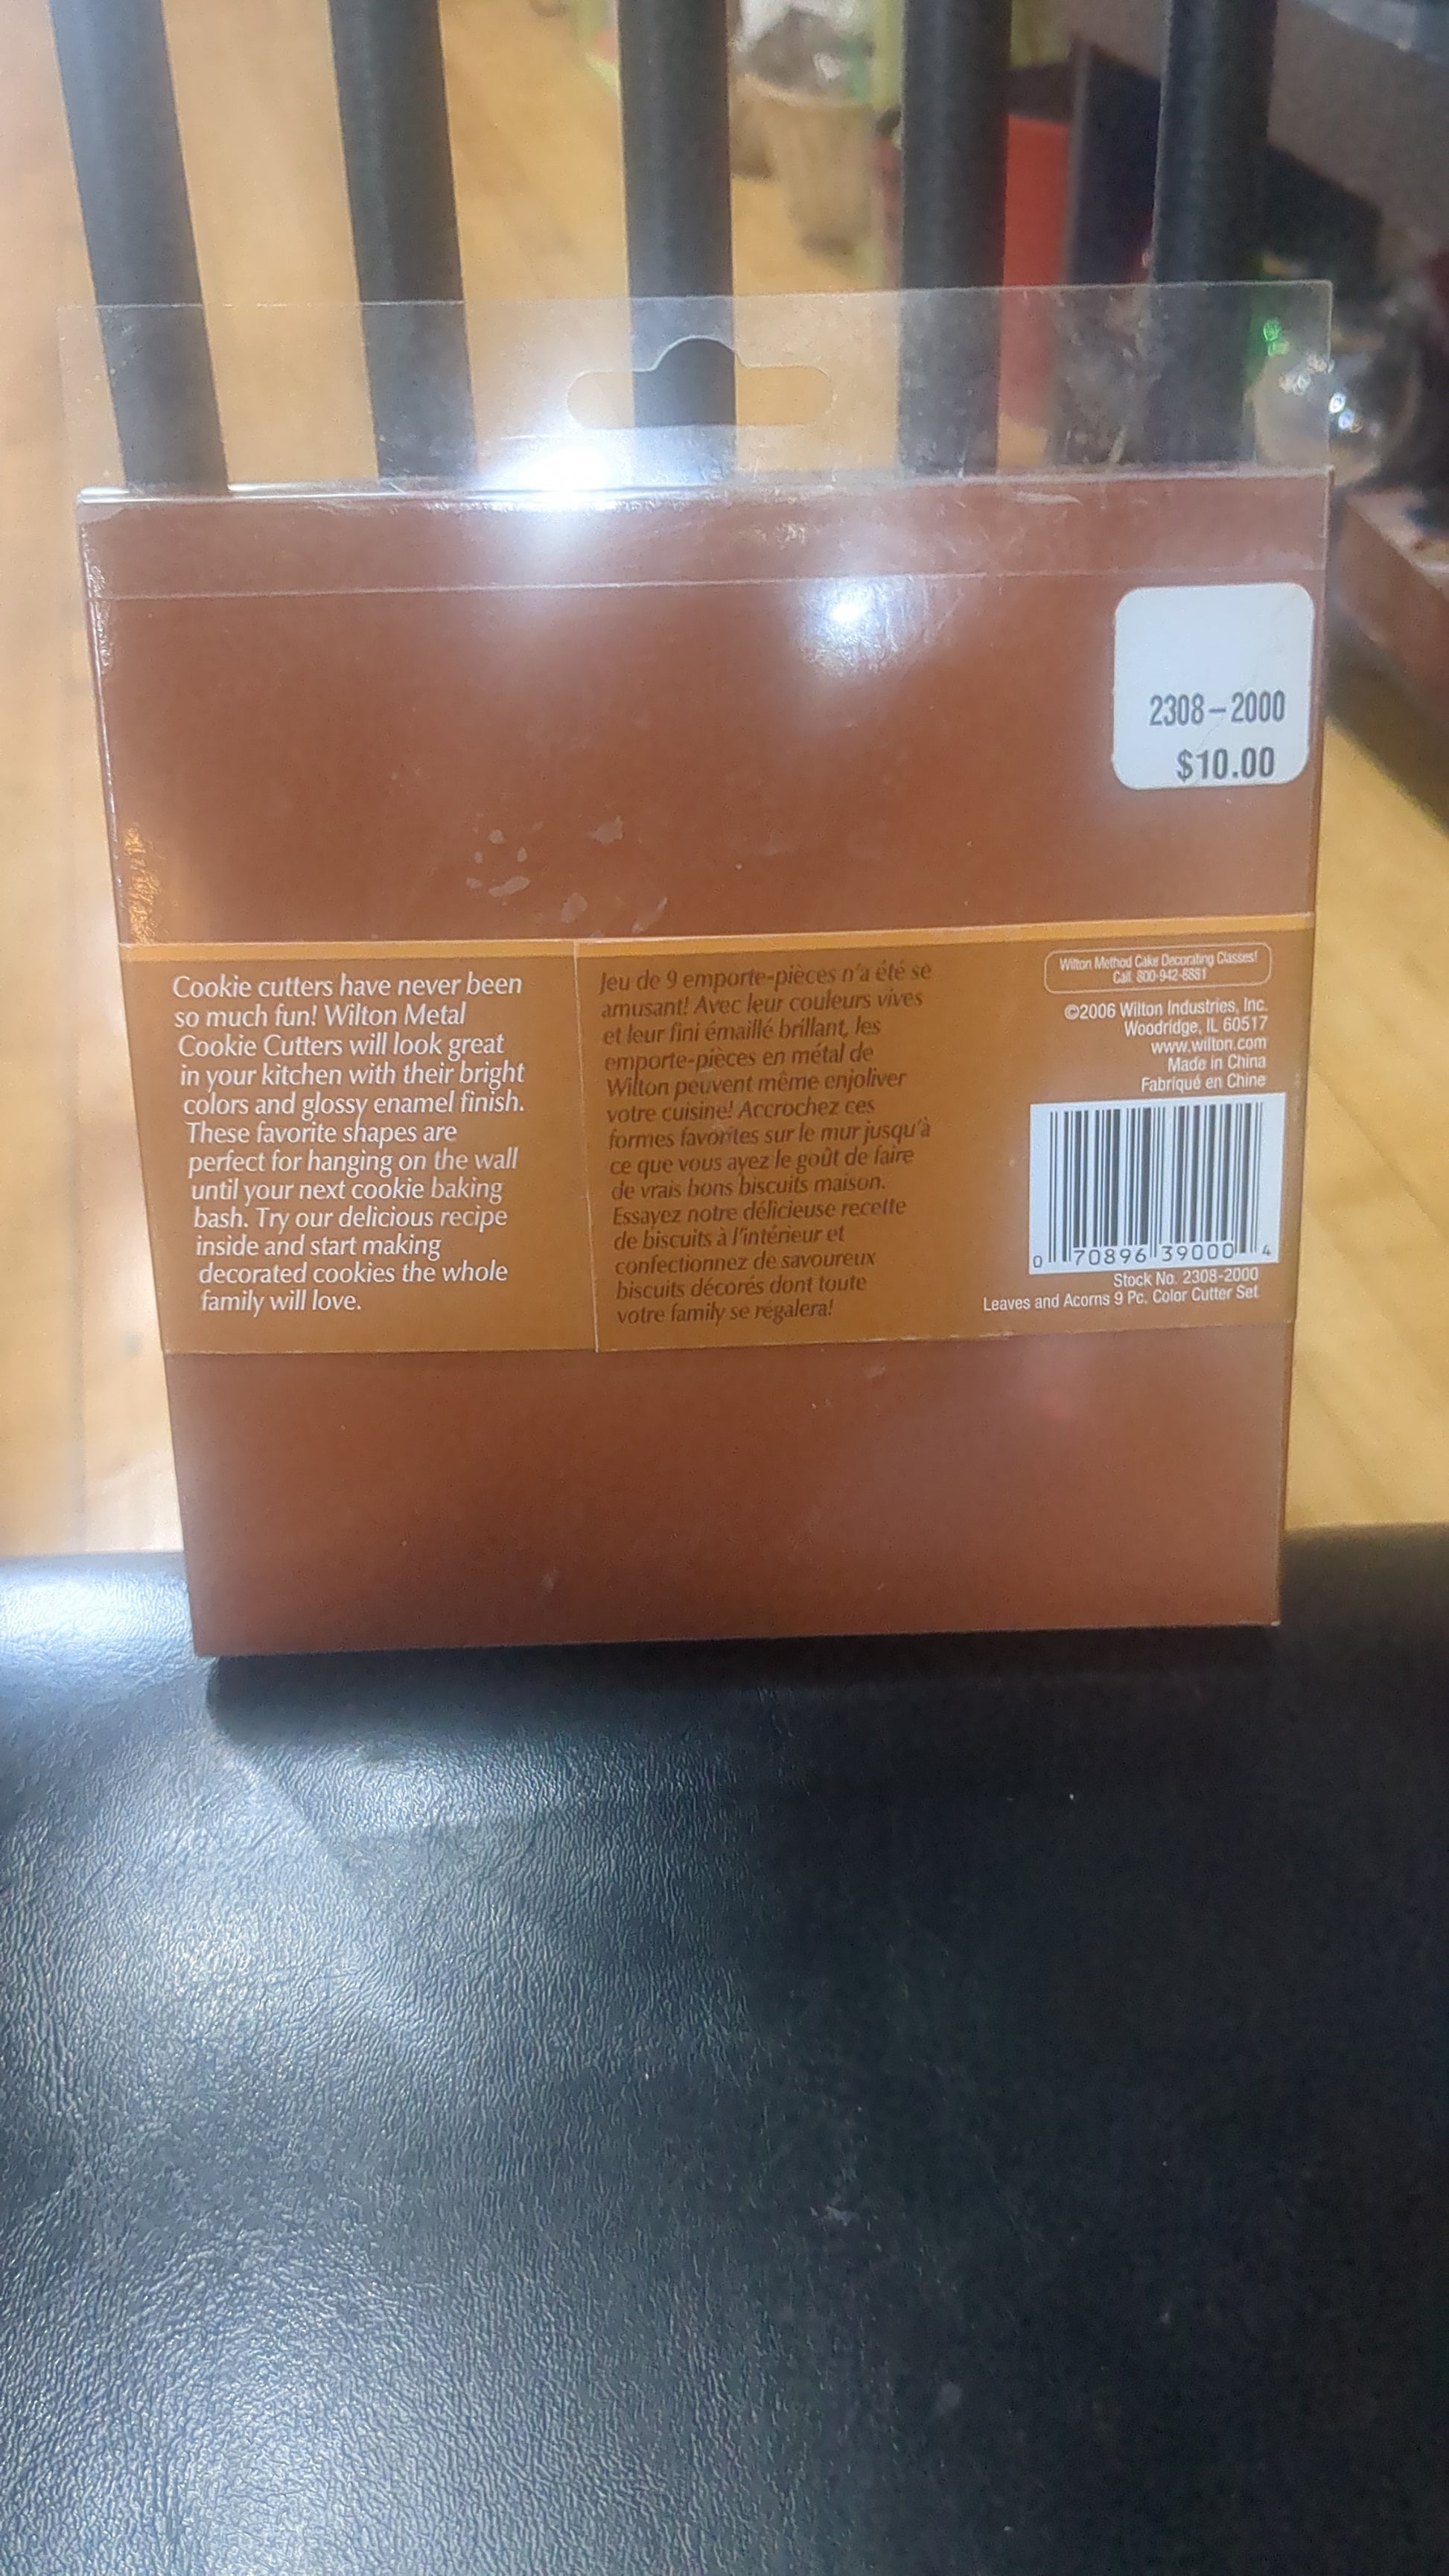 2308-2000
$10.00
Cookie cutters have never been
so much fun! Wilton Metal
Cookie Cutters will look great
in your kitchen with their bright
colors and glossy enamel finish.
These favorite shapes are
perfect for hanging on the wall
until your next cookie baking
bash. Try our delicious recipe
inside and start making
decorated cookies the whole
family will love.
Jeu de 9 emporte-pièces n'a été se
amusant! Avec leur couleurs vives
et leur fini émaillé brillant, les
emporte-pièces en métal de
Wilton peuvent même enjoliver
votre cuisine! Accrochez ces
formes favorites sur le mur jusqu'à
ce que vous ayez le goût de faire
de vrais bons biscuits maison.
Essayez notre délicieuse recette
de biscuits à l'intérieur et
confectionnez de savoureux
biscuits décorés dont toute
votre family se régalera!
Wilton Method Cake Decorating Classes!
Call 800-942-8881
©2006 Wilton Industries, Inc.
Woodridge, IL 60517
www.wilton.com
Made in China
Fabriqué en Chine
0 70896 39000 4
Stock No. 2308-2000
Leaves and Acorns 9 Pc. Color Cutter Set